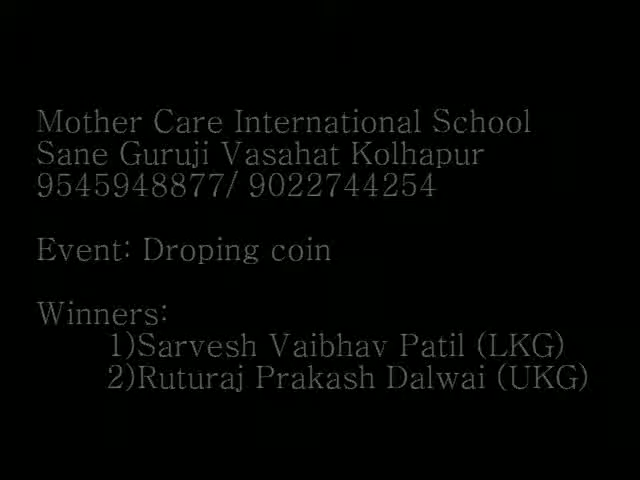 Mother Care International School
Sane Guruji Vasahat Kolhapur
9545948877/ 9022744254
Event: Droping coin
Winners:
1)Sarvesh Vaibhav Patil (LKG)
2)Ruturaj Prakash Dalwai (UKG)